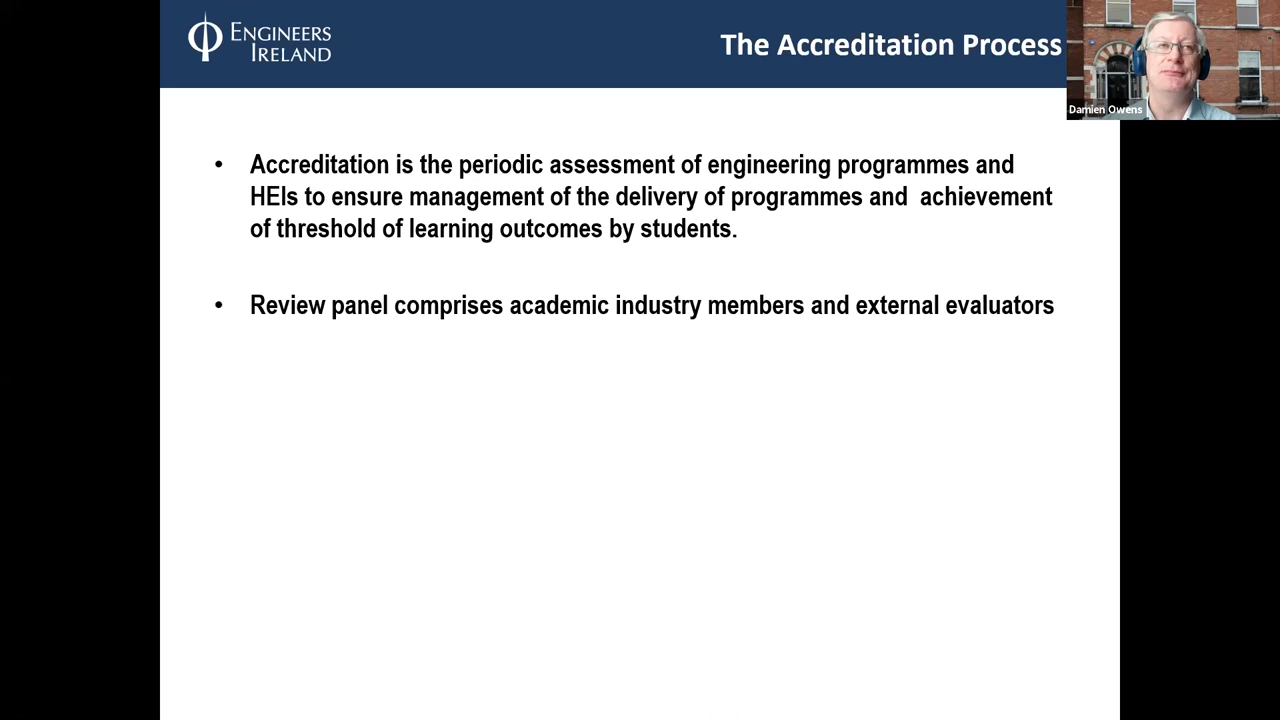 ENGINEERS
IRELAND
The Accreditation Process
Damien Owens
• Accreditation is the periodic assessment of engineering programmes and
HEIs to ensure management of the delivery of programmes and achievement
of threshold of learning outcomes by students.
• Review panel comprises academic industry members and external evaluators